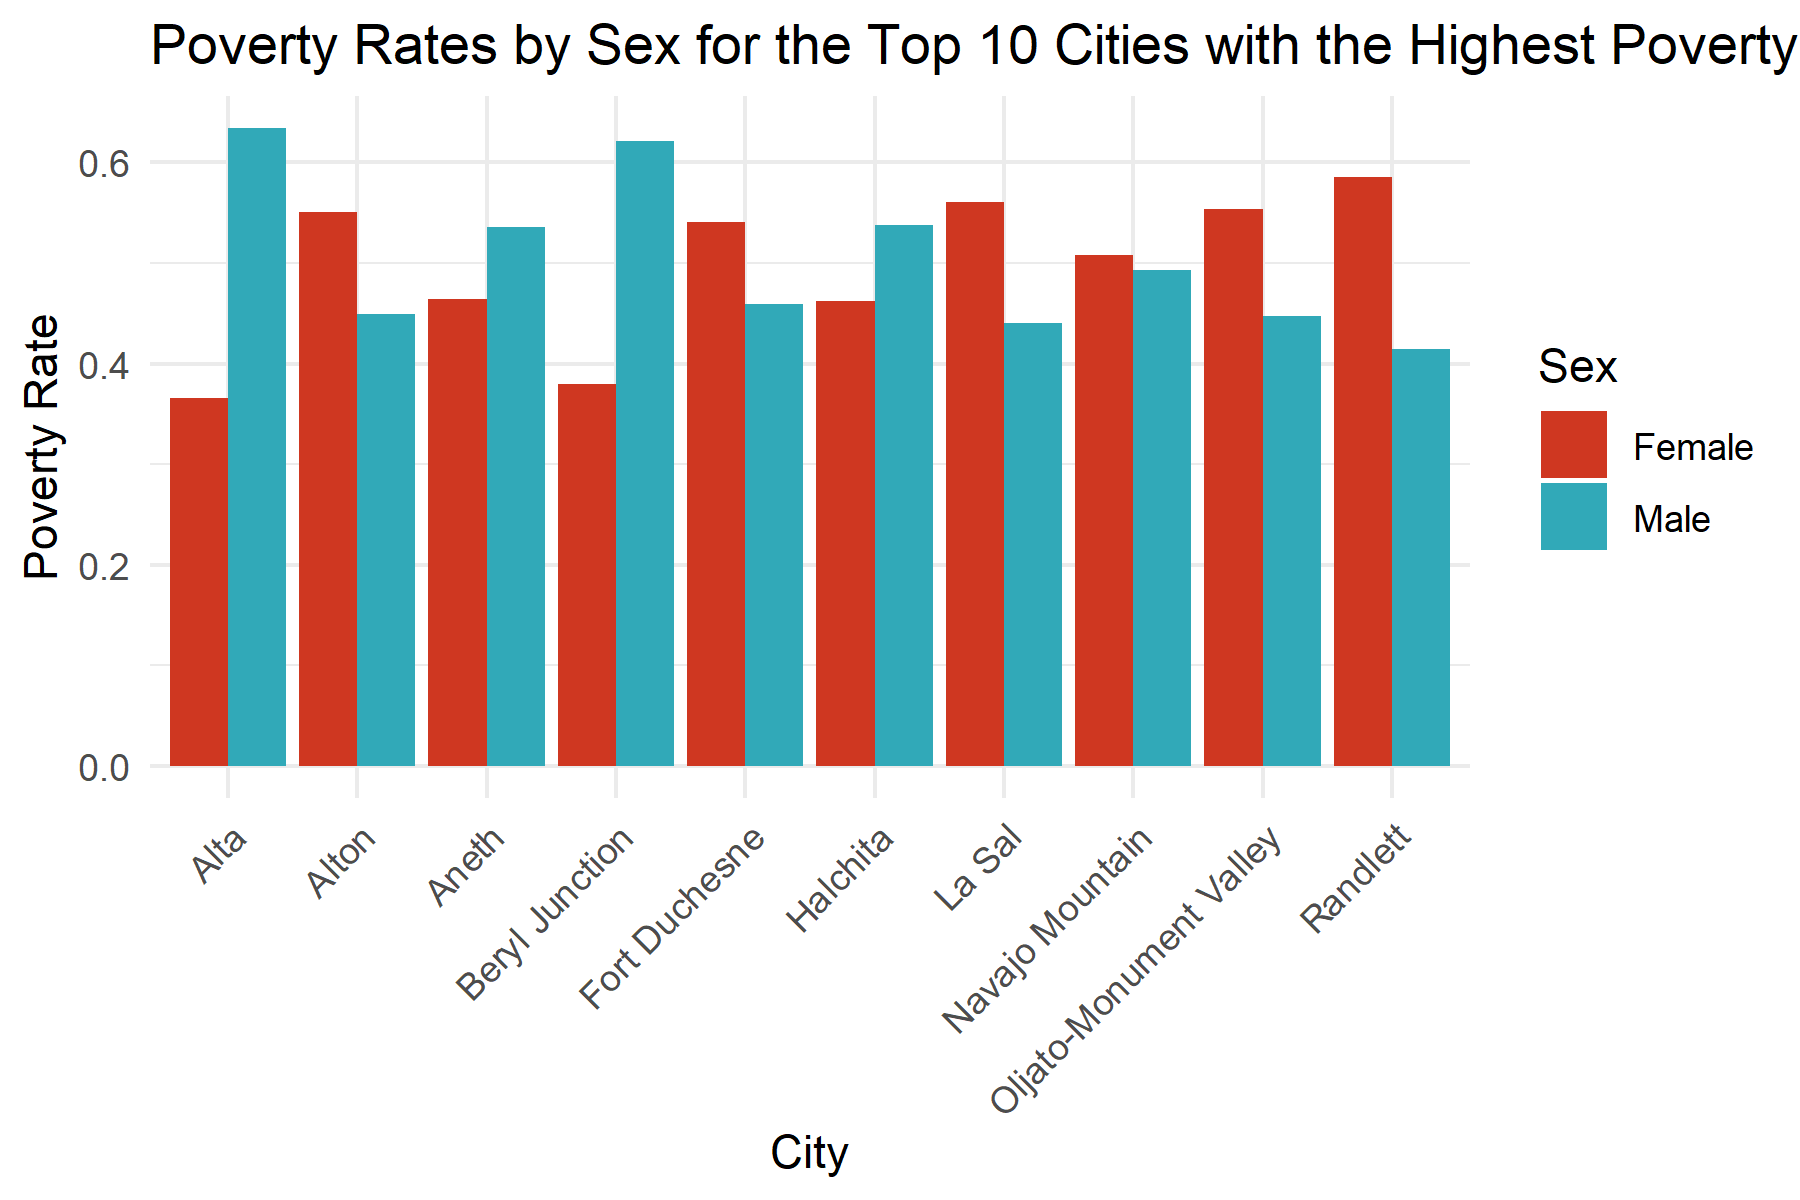 Poverty Rates by Sex for the Top 10 Cities with the Highest Poverty
Poverty Rate
0.6
0.4
0.2
0.0
Alta
Alton
Aneth
Beryl Junction
Fort Duchesne
Halchita
La Sal
Navajo Mountain
Oljato-Monument Valley
Randlett
City
Sex
Female
Male